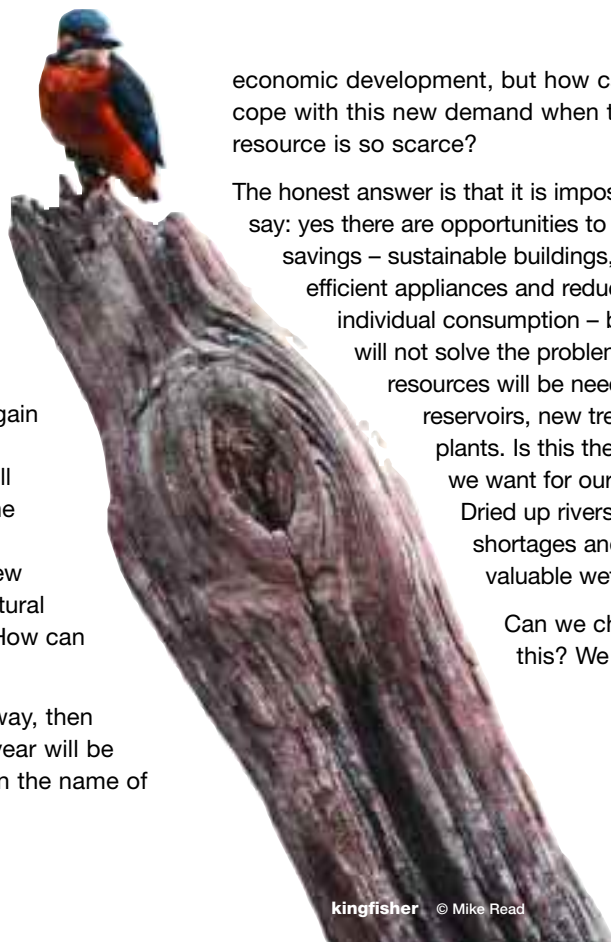 gain
ll
ne
ew
tural
How can
way, then
year will be
n the name of
economic development, but how c
cope with this new demand when t
resource is so scarce?
The honest answer is that it is impos
say: yes there are opportunities to
savings – sustainable buildings,
efficient appliances and reduc
individual consumption – b
will not solve the problem
resources will be need
reservoirs, new tre
plants. Is this the
we want for our
Dried up rivers
shortages and
valuable wet
Can we ch
this? We
kingfisher © Mike Read